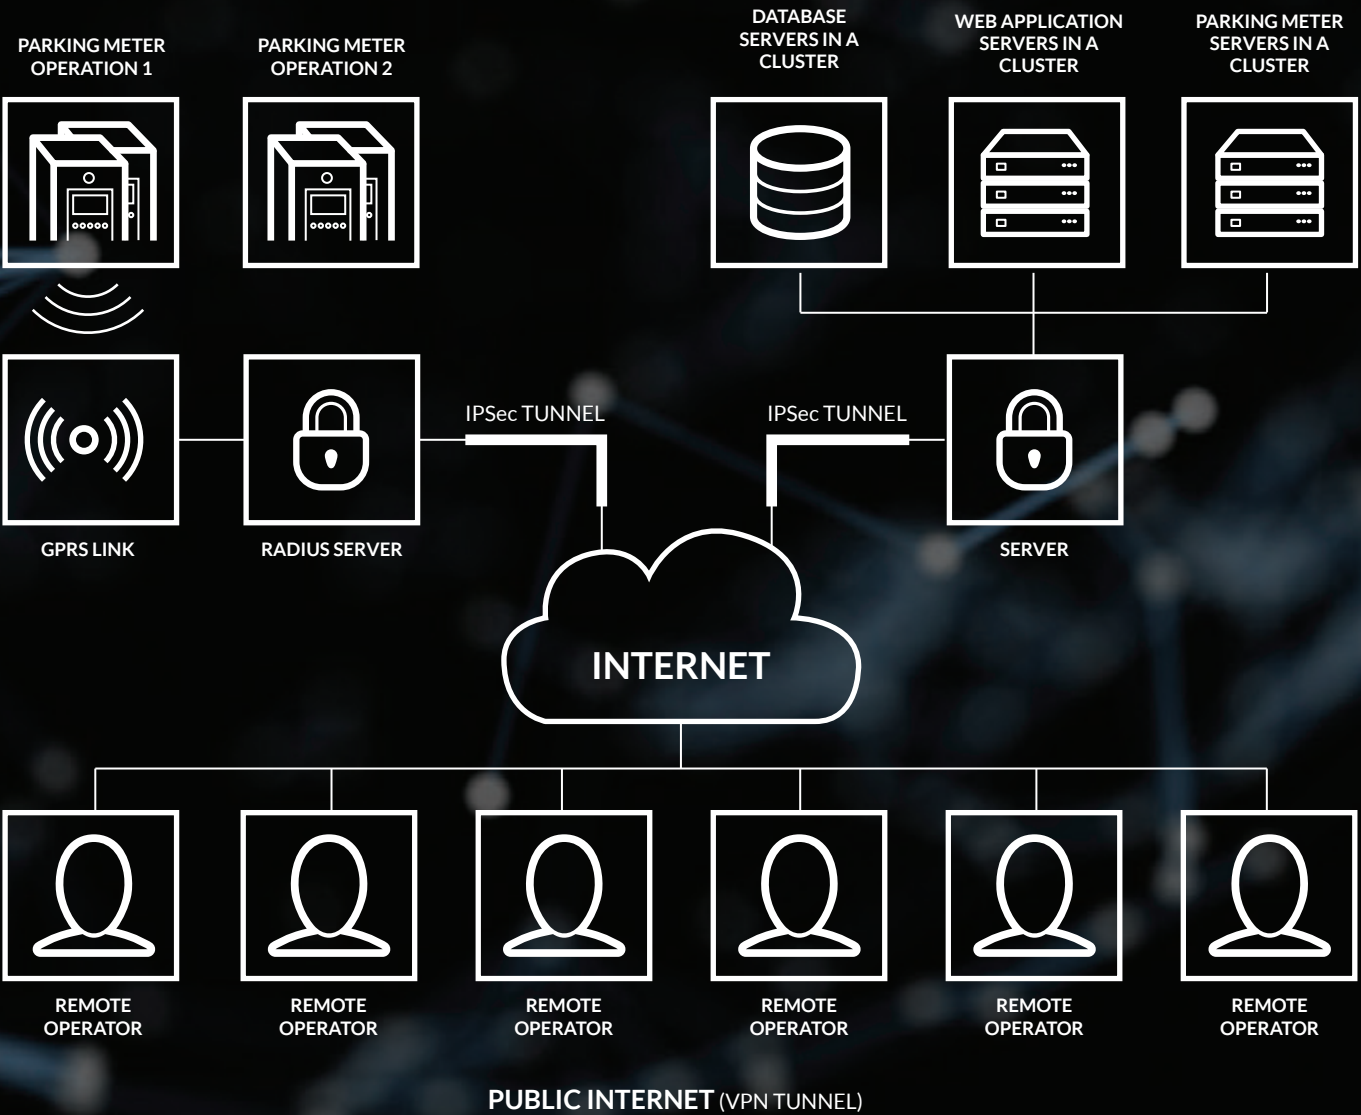 PARKING METER
OPERATION 1
PARKING METER
OPERATION 2
DATABASE
SERVERS IN A
CLUSTER
WEB APPLICATION
SERVERS IN A
CLUSTER
PARKING METER
SERVERS IN A
CLUSTER
IPSec TUNNEL
IPSec TUNNEL
GPRS LINK
RADIUS SERVER
SERVER
INTERNET
REMOTE
OPERATOR
REMOTE
OPERATOR
REMOTE
OPERATOR
REMOTE
OPERATOR
REMOTE
OPERATOR
REMOTE
OPERATOR
PUBLIC INTERNET (VPN TUNNEL)